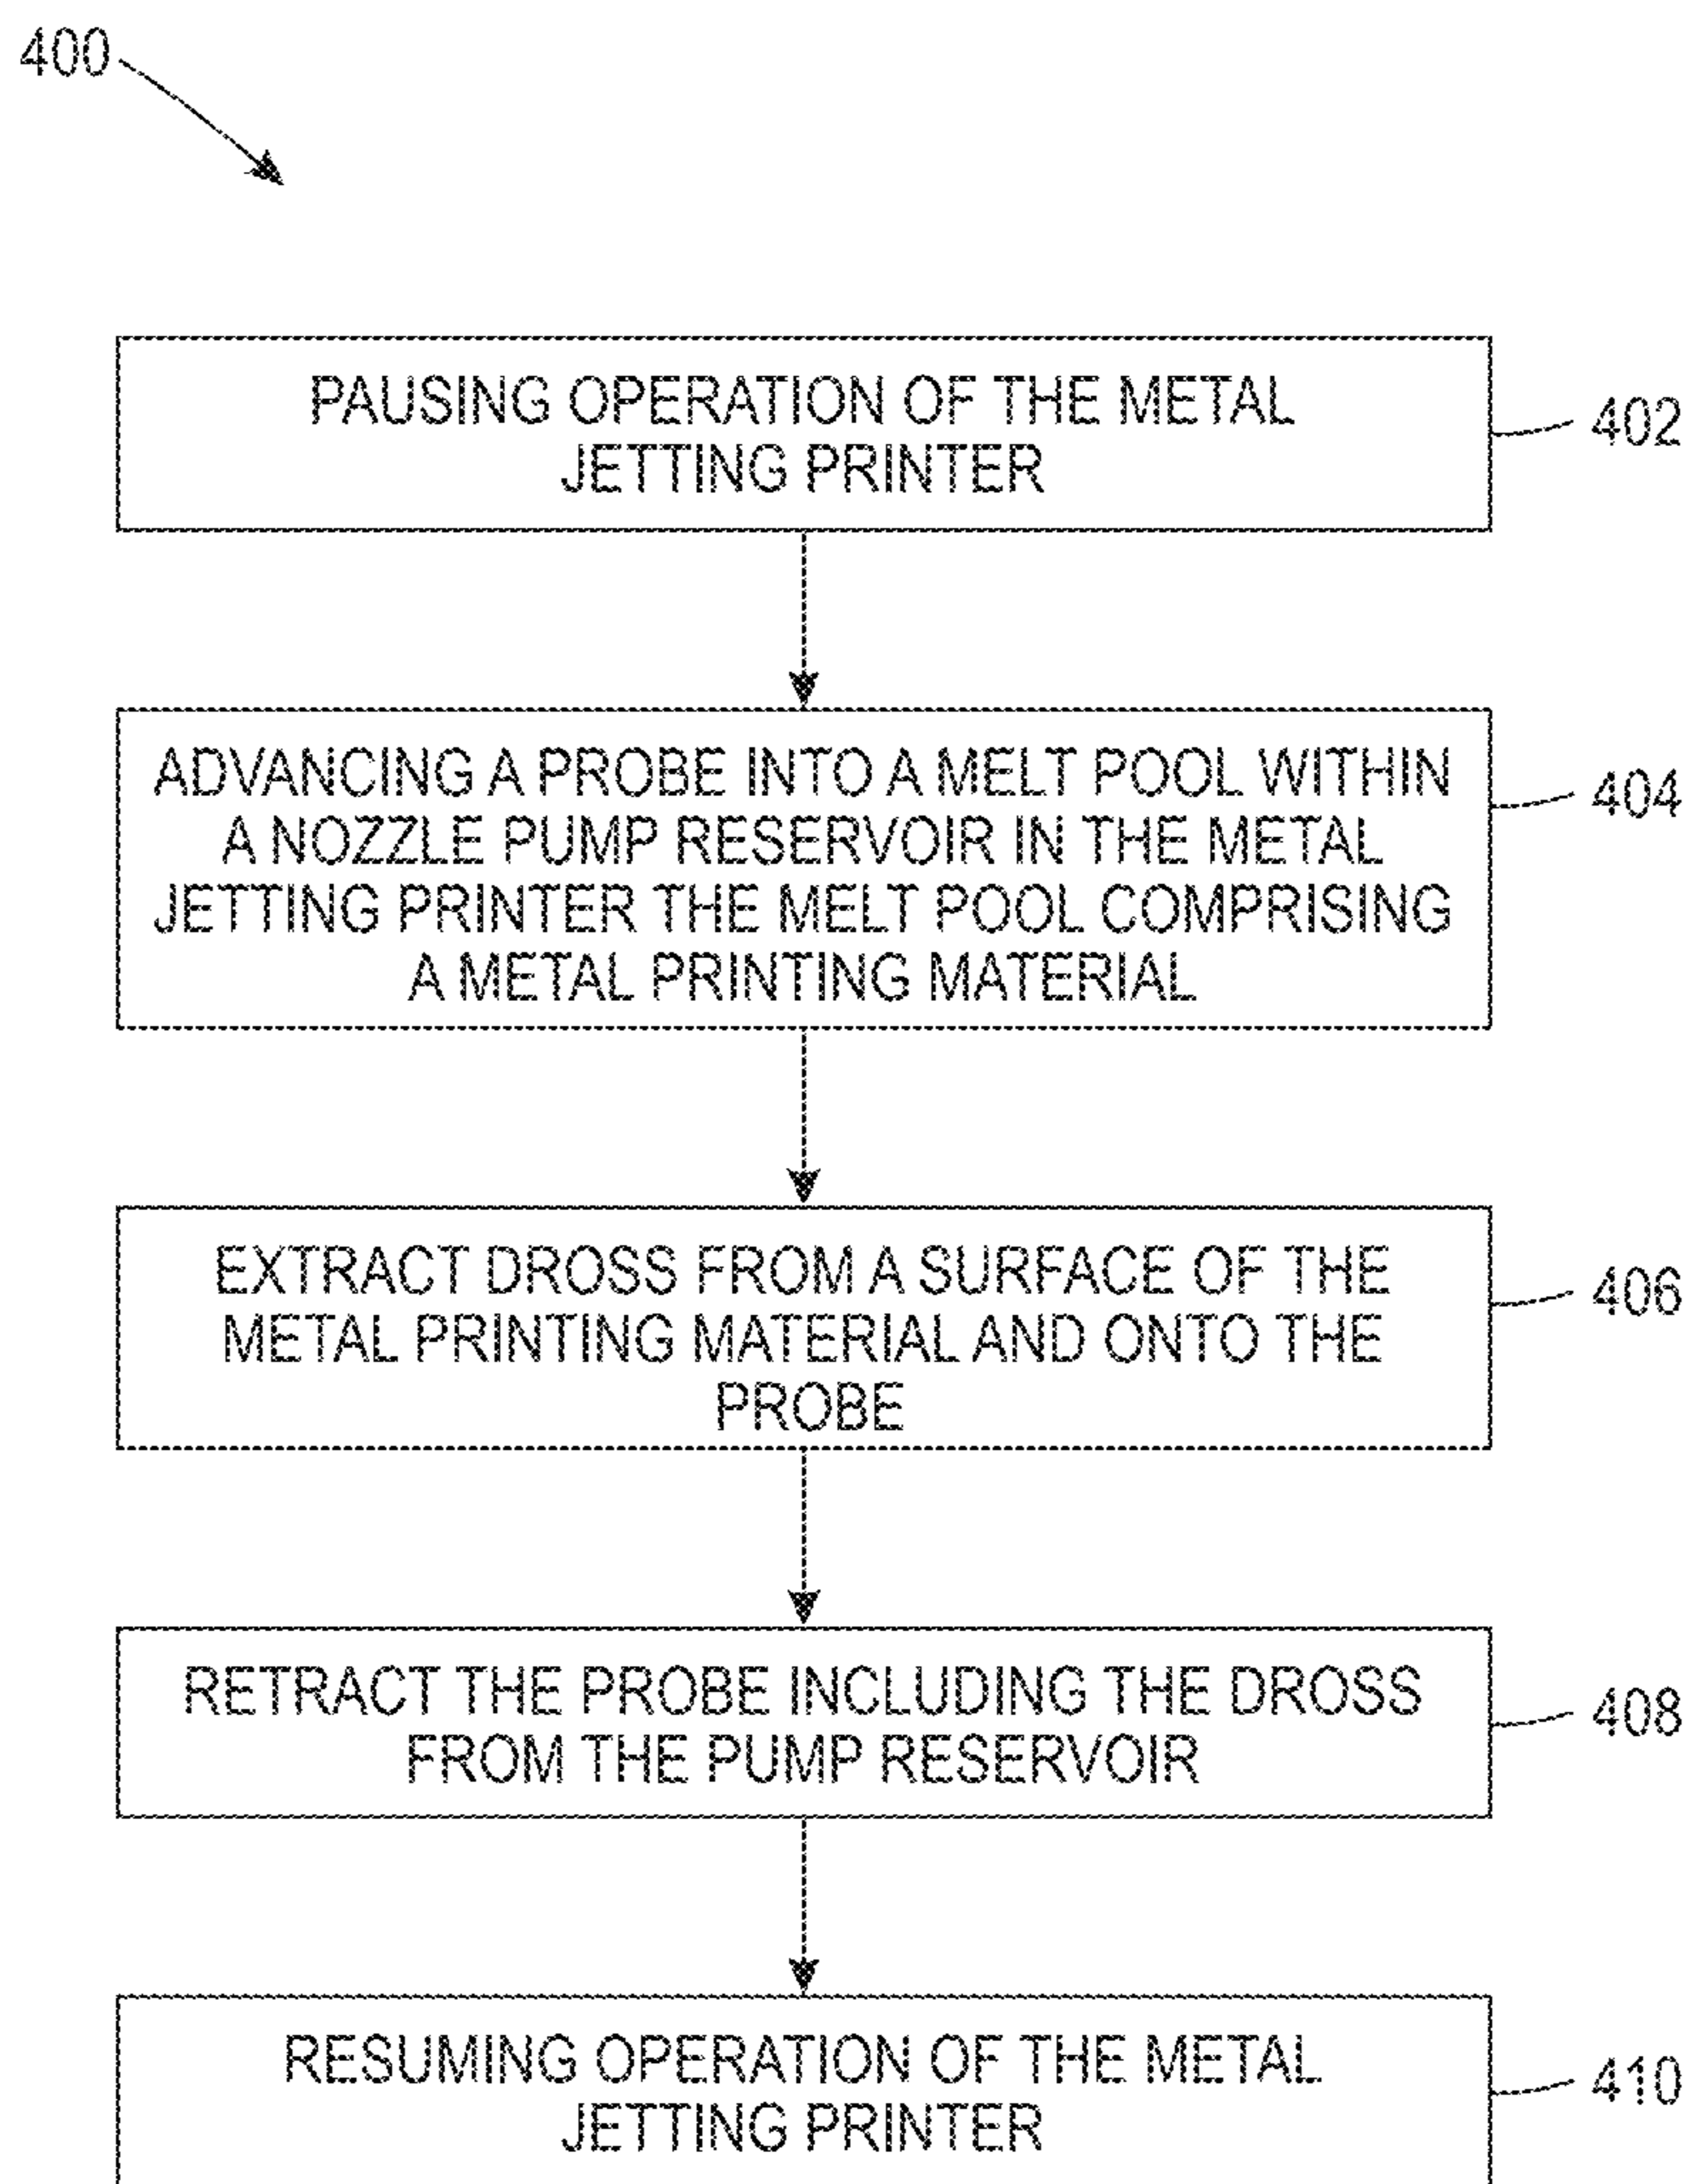 400
PAUSING OPERATION OF THE METAL
JETTING PRINTER
402
ADVANCING A PROBE INTO A MELT POOL WITHIN
A NOZZLE PUMP RESERVOIR IN THE METAL
JETTING PRINTER THE MELT POOL COMPRISING
A METAL PRINTING MATERIAL
404
EXTRACT DROSS FROM A SURFACE OF THE
METAL PRINTING MATERIAL AND ONTO THE
PROBE
406
RETRACT THE PROBE INCLUDING THE DROSS
FROM THE PUMP RESERVOIR
408
RESUMING OPERATION OF THE METAL
JETTING PRINTER
410